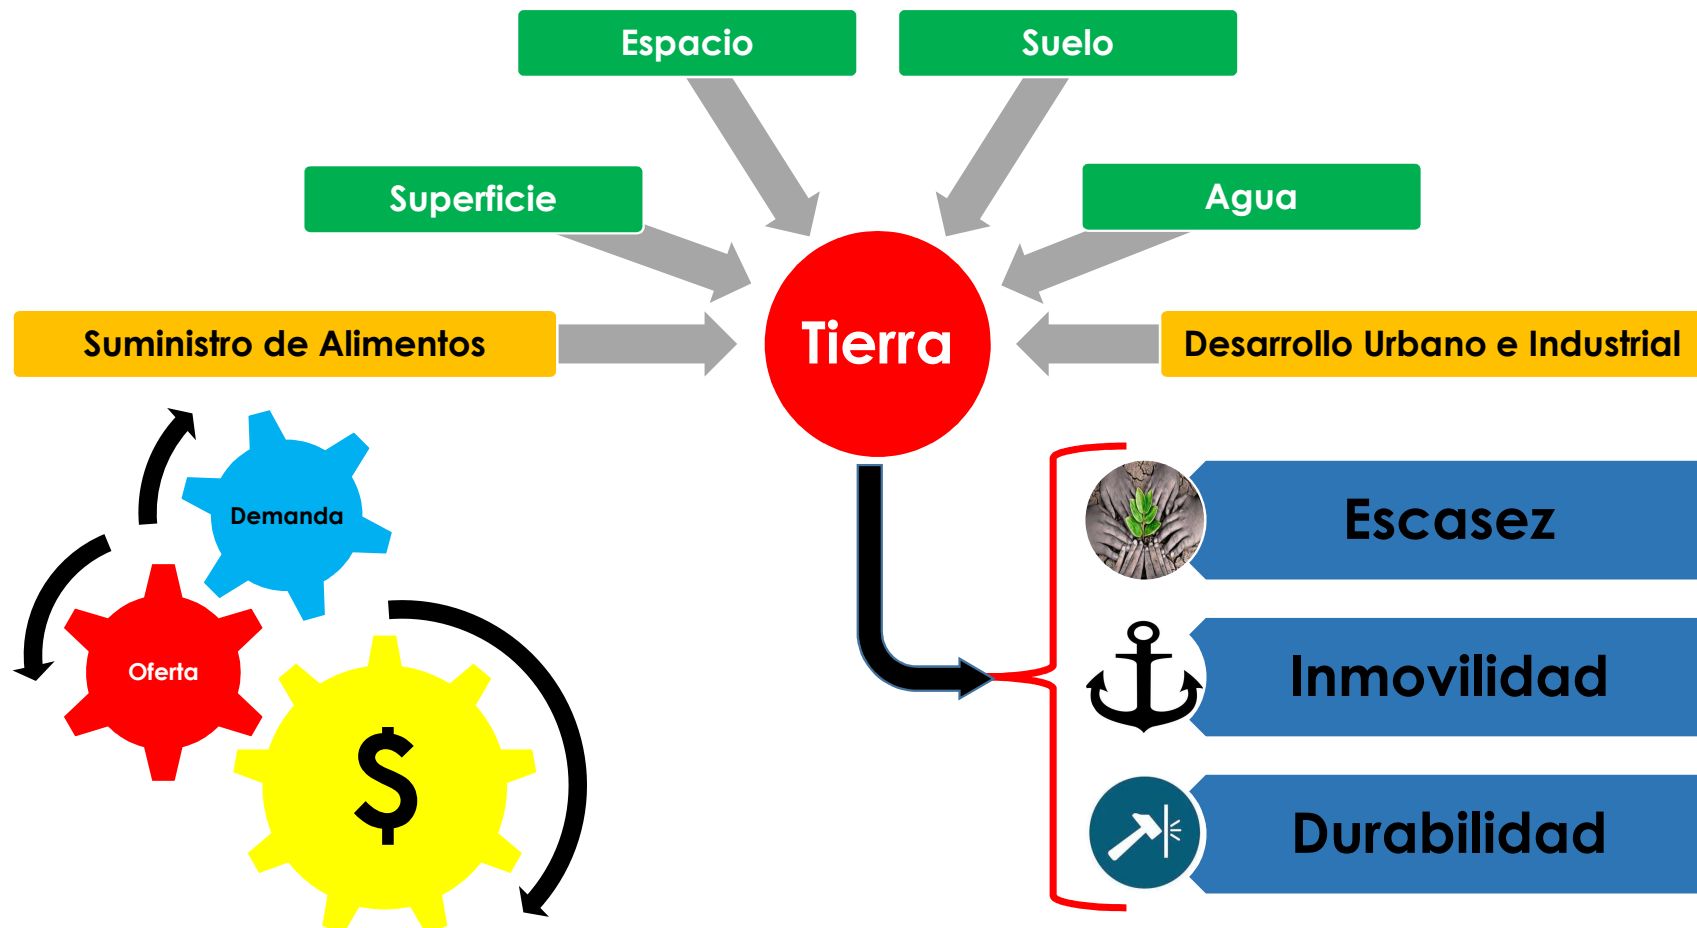 Espacio
Suelo
Superficie
Agua
Suministro de Alimentos
Tierra
Desarrollo Urbano e Industrial
Demanda
Oferta
$
Escasez
Inmovilidad
Durabilidad